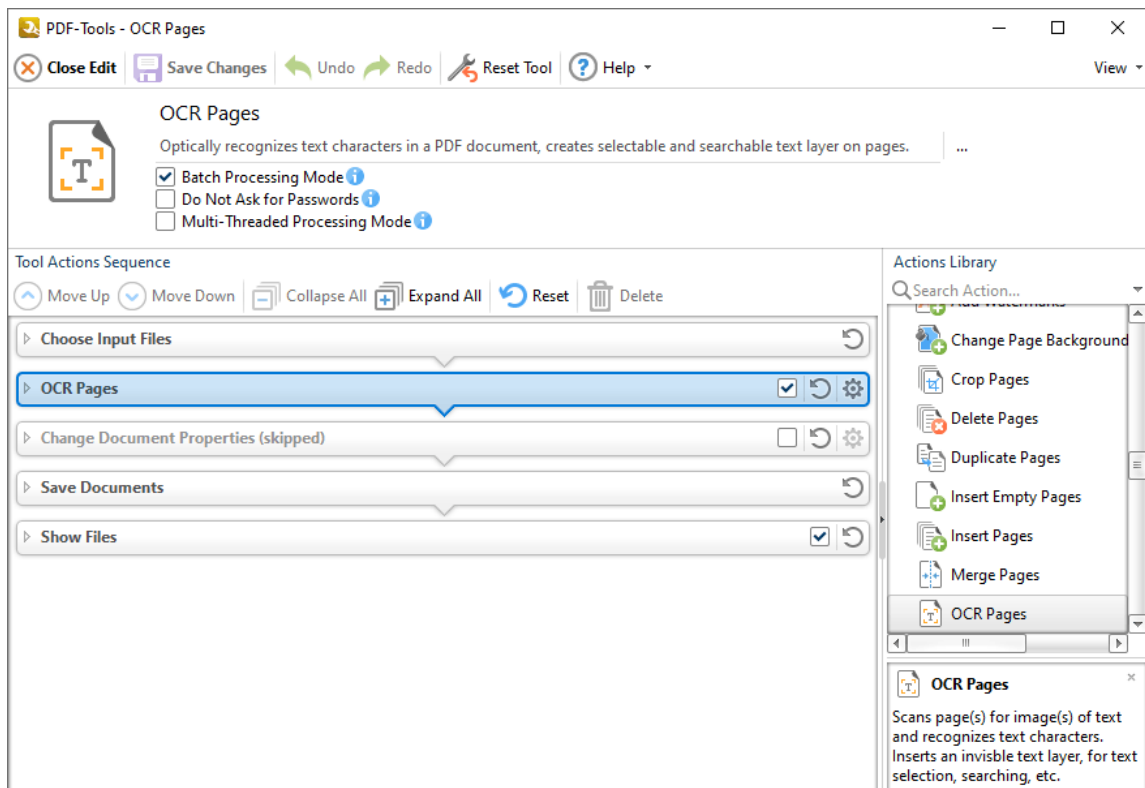 PDF-Tools - OCR Pages
Close Edit Save Changes Undo Redo Reset Tool Help View
OCR Pages
Optically recognizes text characters in a PDF document, creates selectable and searchable text layer on pages. ...
Batch Processing Mode
Do Not Ask for Passwords
Multi-Threaded Processing Mode
Tool Actions Sequence
Move Up Move Down Collapse All Expand All Reset Delete
Choose Input Files
OCR Pages
Change Document Properties (skipped)
Save Documents
Show Files
Actions Library
Search Action...
Add Watermarks
Change Page Background
Crop Pages
Delete Pages
Duplicate Pages
Insert Empty Pages
Insert Pages
Merge Pages
OCR Pages
OCR Pages
Scans page(s) for image(s) of text
and recognizes text characters.
Inserts an invisble text layer, for text
selection, searching, etc.